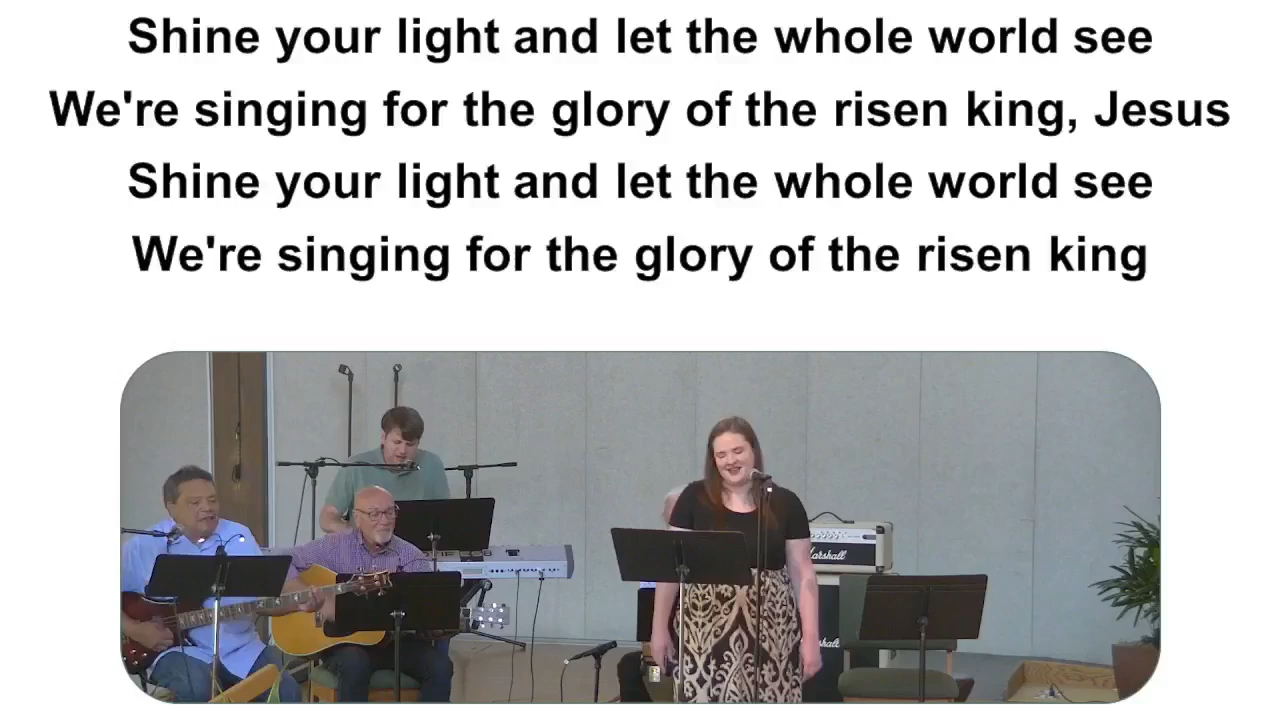 Shine your light and let the whole world see
We're singing for the glory of the risen king, Jesus
Shine your light and let the whole world see
We're singing for the glory of the risen king
Marshall
Marshall